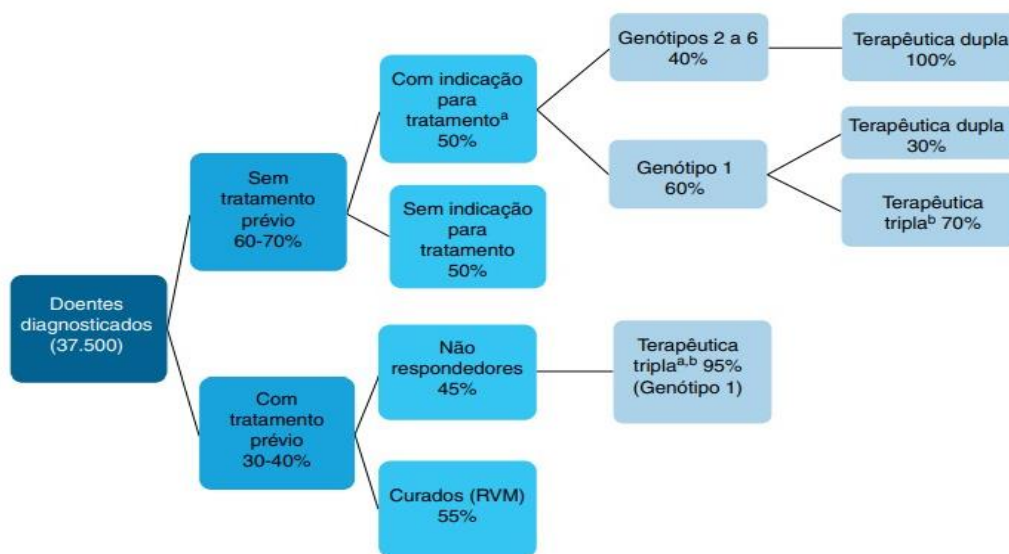 Doentes
diagnosticados
(37.500)
Sem
tratamento
prévio
60-70%
Com indicação
para
tratamentoᵃ
50%
Genótipos 2 a 6
40%
Terapêutica dupla
100%
Genótipo 1
60%
Terapêutica dupla
30%
Terapêutica
triplaᵇ 70%
Sem indicação
para
tratamento
50%
Com
tratamento
prévio
30-40%
Não
respondedores
45%
Terapêutica
triplaᵃ,ᵇ 95%
(Genótipo 1)
Curados (RVM)
55%